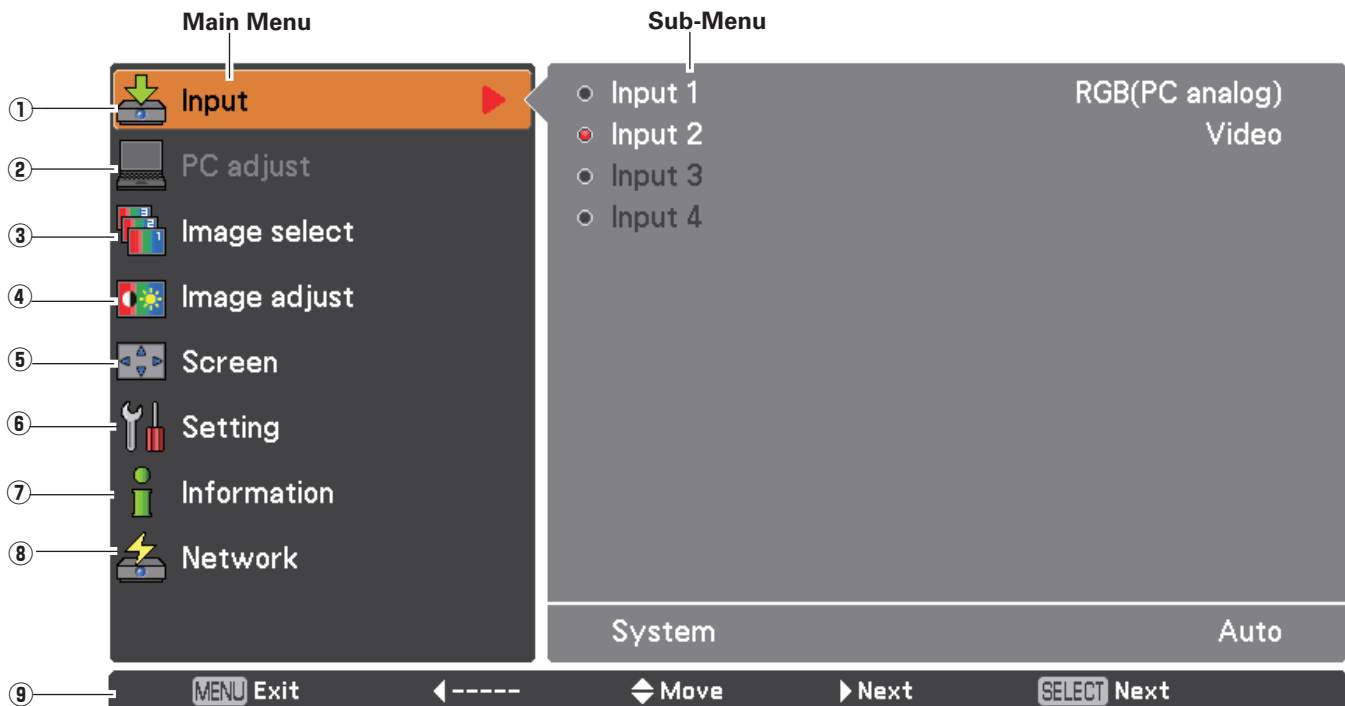 Main Menu Sub-Menu
① Input Input 1 RGB(PC analog)
Input 2 Video
② PC adjust Input 3
Input 4
③ Image select
④ Image adjust
⑤ Screen
⑥ Setting
⑦ Information
⑧ Network
System Auto
⑨ MENU Exit ----- Move Next SELECT Next